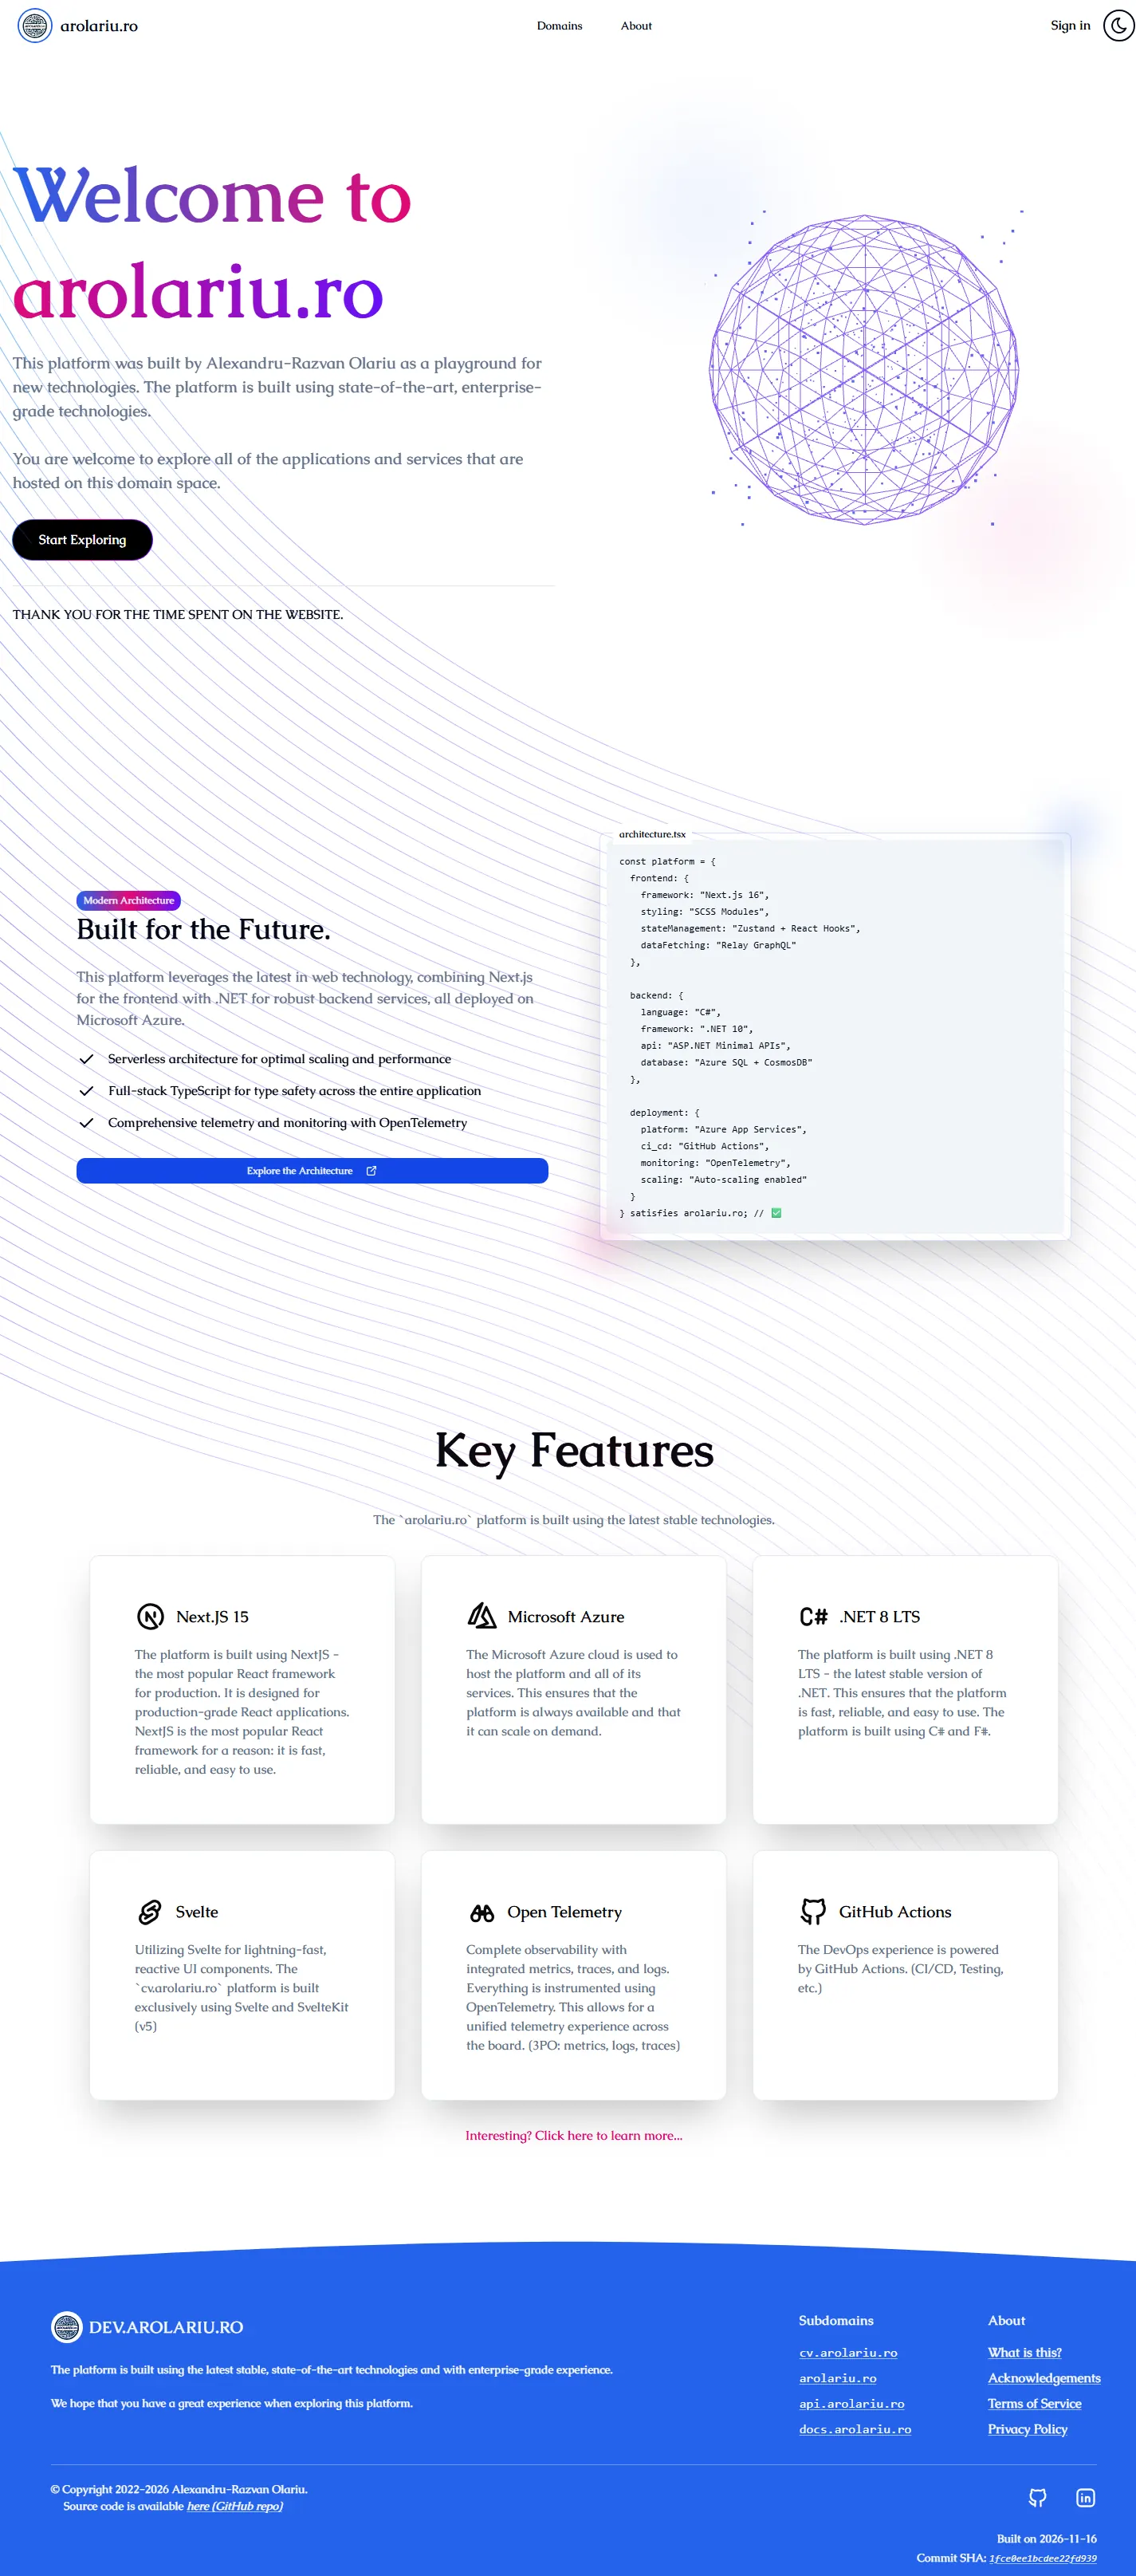 arolariu.ro
Domains
About
Sign in
Welcome to
arolariu.ro
This platform was built by Alexandru-Razvan Olariu as a playground for
new technologies. The platform is built using state-of-the-art, enterprise-
grade technologies.
You are welcome to explore all of the applications and services that are
hosted on this domain space.
Start Exploring
THANK YOU FOR THE TIME SPENT ON THE WEBSITE.
Modern Architecture
Built for the Future.
This platform leverages the latest in web technology, combining Next.js
for the frontend with .NET for robust backend services, all deployed on
Microsoft Azure.
Serverless architecture for optimal scaling and performance
Full-stack TypeScript for type safety across the entire application
Comprehensive telemetry and monitoring with OpenTelemetry
Explore the Architecture
architecture.tsx
const platform = {
  frontend: {
    framework: "Next.js 16",
    styling: "SCSS Modules",
    stateManagement: "Zustand + React Hooks",
    dataFetching: "Relay GraphQL"
  },
  backend: {
    language: "C#",
    framework: ".NET 10",
    api: "ASP.NET Minimal APIs",
    database: "Azure SQL + CosmosDB"
  },
  deployment: {
    platform: "Azure App Services",
    ci_cd: "GitHub Actions",
    monitoring: "OpenTelemetry",
    scaling: "Auto-scaling enabled"
  }
} satisfies arolariu.ro; // ✅
Key Features
The `arolariu.ro` platform is built using the latest stable technologies.
Next.JS 15
The platform is built using NextJS -
the most popular React framework
for production. It is designed for
production-grade React applications.
NextJS is the most popular React
framework for a reason: it is fast,
reliable, and easy to use.
Microsoft Azure
The Microsoft Azure cloud is used to
host the platform and all of its
services. This ensures that the
platform is always available and that
it can scale on demand.
C# .NET 8 LTS
The platform is built using .NET 8
LTS - the latest stable version of
.NET. This ensures that the platform
is fast, reliable, and easy to use. The
platform is built using C# and F#.
Svelte
Utilizing Svelte for lightning-fast,
reactive UI components. The
`cv.arolariu.ro` platform is built
exclusively using Svelte and SvelteKit
(v5)
Open Telemetry
Complete observability with
integrated metrics, traces, and logs.
Everything is instrumented using
OpenTelemetry. This allows for a
unified telemetry experience across
the board. (3PO: metrics, logs, traces)
GitHub Actions
The DevOps experience is powered
by GitHub Actions. (CI/CD, Testing,
etc.)
Interesting? Click here to learn more...
DEV.AROLARIU.RO
The platform is built using the latest stable, state-of-the-art technologies and with enterprise-grade experience.
We hope that you have a great experience when exploring this platform.
Subdomains
cv.arolariu.ro
arolariu.ro
api.arolariu.ro
docs.arolariu.ro
About
What is this?
Acknowledgements
Terms of Service
Privacy Policy
© Copyright 2022-2026 Alexandru-Razvan Olariu.
Source code is available here (GitHub repo)
Built on 2026-11-16
Commit SHA: 1fce0ee1bcdee22fd939